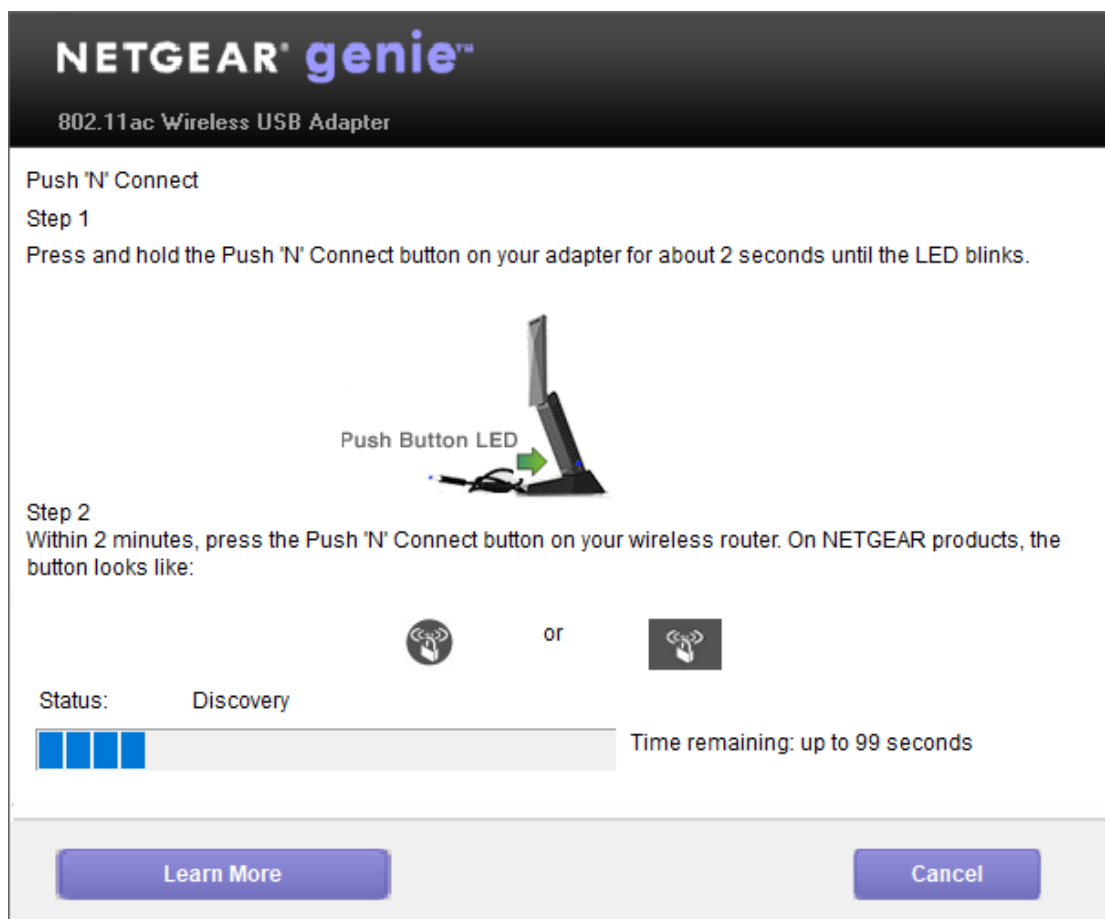 NETGEAR® genie™
802.11ac Wireless USB Adapter
Push 'N' Connect
Step 1
Press and hold the Push 'N' Connect button on your adapter for about 2 seconds until the LED blinks.
Push Button LED
Step 2
Within 2 minutes, press the Push 'N' Connect button on your wireless router. On NETGEAR products, the
button looks like:
or
Status: Discovery
Time remaining: up to 99 seconds
Learn More
Cancel